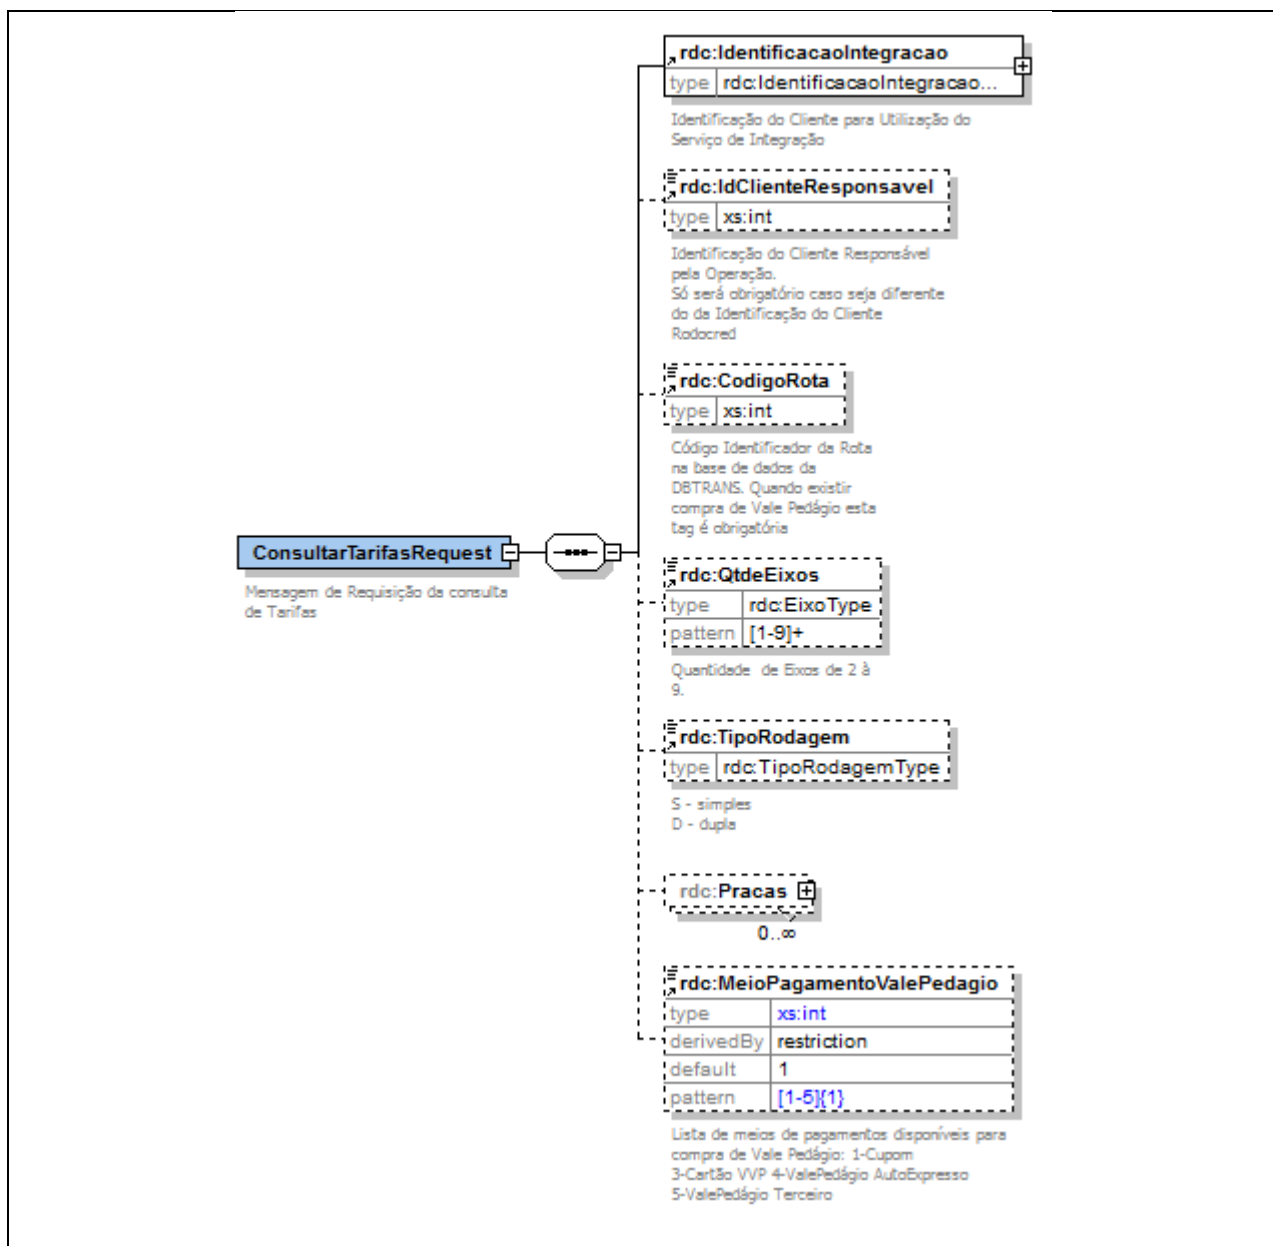 rdc:IdentificacaoIntegracao
type rdc:IdentificacaoIntegracao...
Identificação do Cliente para Utilização do
Serviço de Integração
rdc:IdClienteResponsavel
type xs:int
Identificação do Cliente Responsável
pela Operação.
Só será obrigatório caso seja diferente
do da Identificação do Cliente
Rodocred
rdc:CodigoRota
type xs:int
Código Identificador da Rota
na base de dados da
DBTRANS. Quando existir
compra de Vale Pedágio esta
tag é obrigatória
ConsultarTarifasRequest
Mensagem de Requisição da consulta
de Tarifas
rdc:QtdeEixos
type rdc:EixoType
pattern [1-9]+
Quantidade  de Eixos de 2 à
9.
rdc:TipoRodagem
type rdc:TipoRodagemType
S - simples
D - dupla
rdc:Pracas
0..∞
rdc:MeioPagamentoValePedagio
type xs:int
derivedBy restriction
default 1
pattern [1-5]{1}
Lista de meios de pagamentos disponíveis para
compra de Vale Pedágio: 1-Cupom
3-Cartão VVP 4-ValePedágio AutoExpresso
5-ValePedágio Terceiro